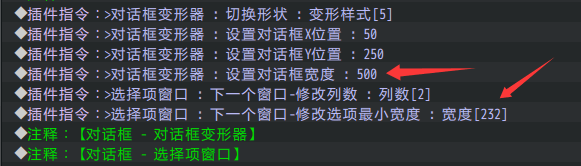 ◆插件指令：>对话框变形器 : 切换形状 : 变形样式[5]
◆插件指令：>对话框变形器 : 设置对话框X位置 : 50
◆插件指令：>对话框变形器 : 设置对话框Y位置 : 250
◆插件指令：>对话框变形器 : 设置对话框宽度 : 500
◆插件指令：>选择项窗口 : 下一个窗口-修改列数 : 列数[2]
◆插件指令：>选择项窗口 : 下一个窗口-修改选项最小宽度 : 宽度[232]
◆注释：【对话框 - 对话框变形器】
◆注释：【对话框 - 选择项窗口】